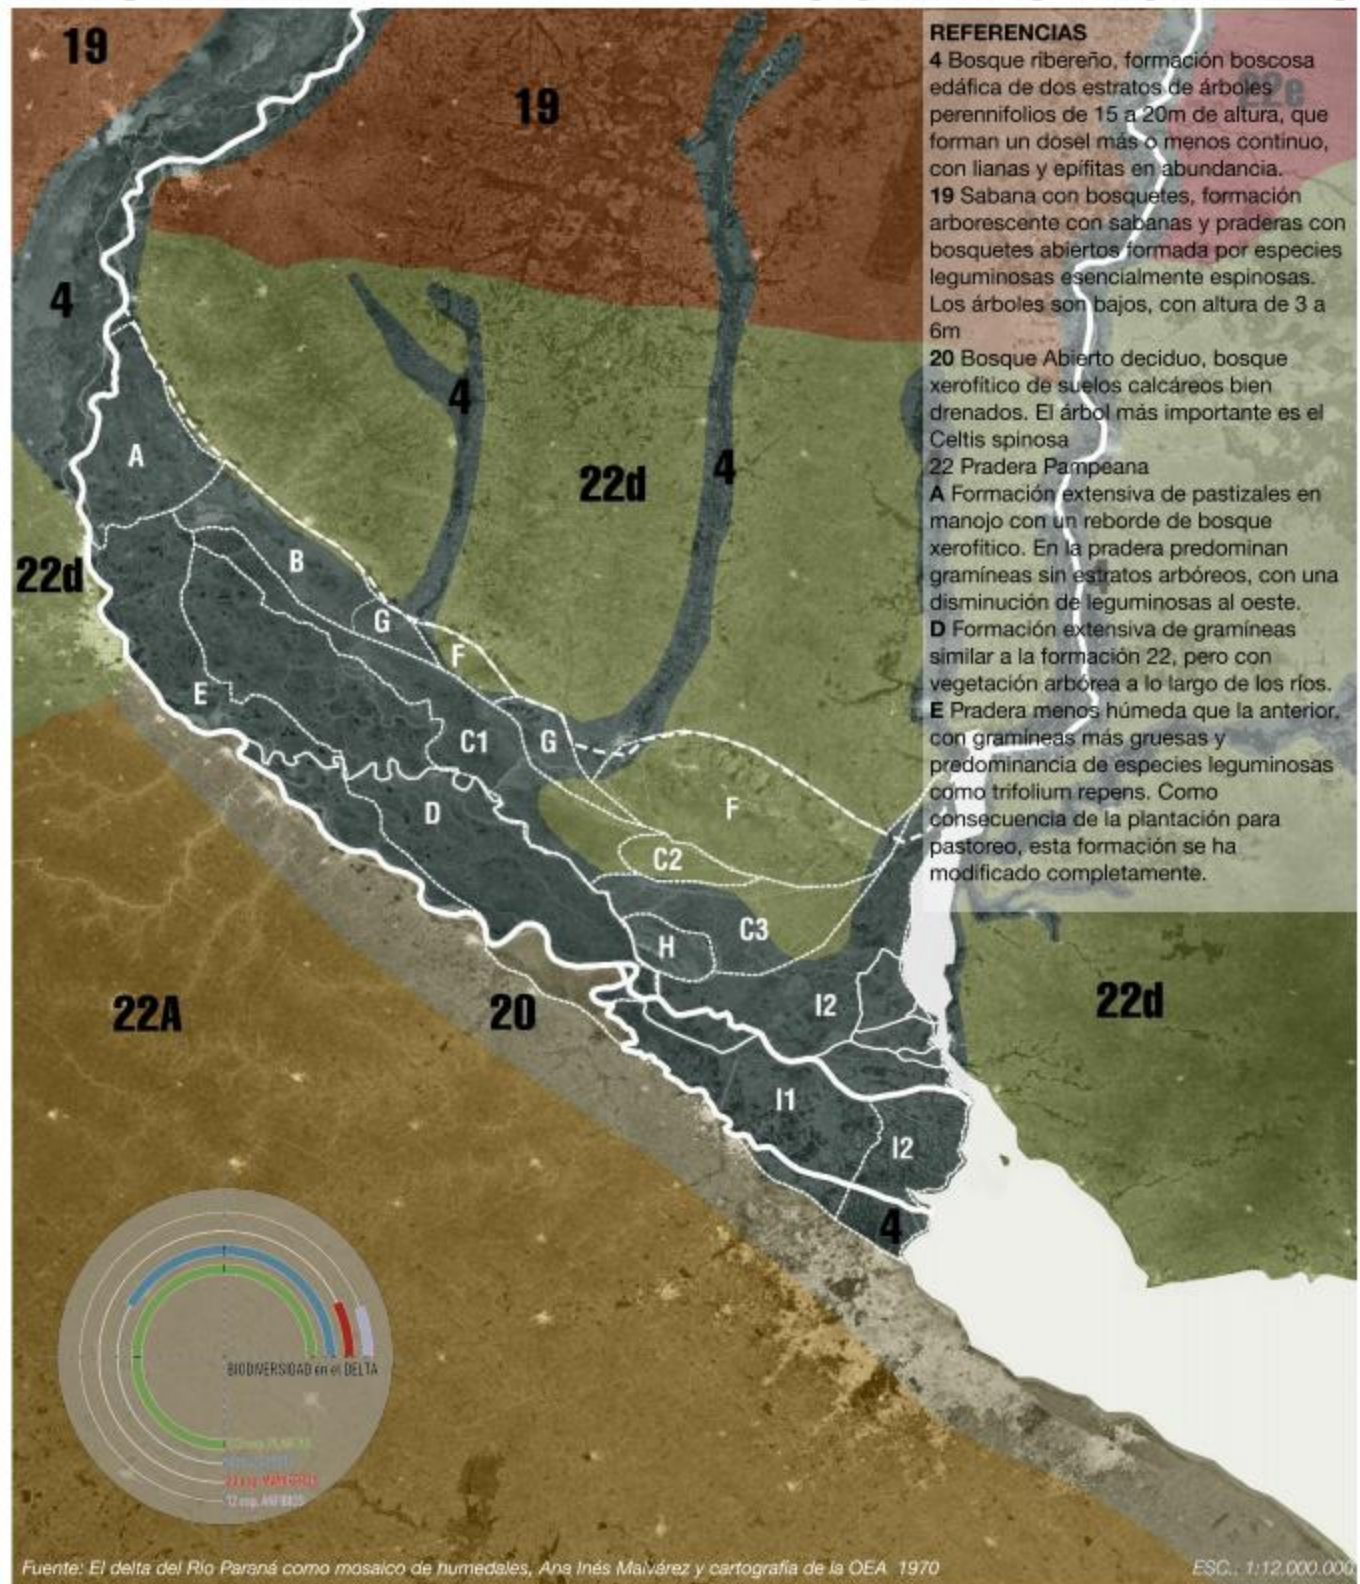 19
19
22e
4
4
4
22d
22d
22A
20
22d
4
A
B
G
F
E
C1
G
D
F
C2
C3
H
I2
I1
I2
REFERENCIAS
4 Bosque ribereño, formación boscosa
edáfica de dos estratos de árboles
perennifolios de 15 a 20m de altura, que
forman un dosel más o menos continuo,
con lianas y epífitas en abundancia.
19 Sabana con bosquetes, formación
arborescente con sabanas y praderas con
bosquetes abiertos formada por especies
leguminosas esencialmente espinosas.
Los árboles son bajos, con altura de 3 a
6m
20 Bosque Abierto deciduo, bosque
xerofítico de suelos calcáreos bien
drenados. El árbol más importante es el
Celtis spinosa
22 Pradera Pampeana
A Formación extensiva de pastizales en
manojo con un reborde de bosque
xerofítico. En la pradera predominan
gramíneas sin estratos arbóreos, con una
disminución de leguminosas al oeste.
D Formación extensiva de gramíneas
similar a la formación 22, pero con
vegetación arbórea a lo largo de los ríos.
E Pradera menos húmeda que la anterior,
con gramíneas más gruesas y
predominancia de especies leguminosas
como trifolium repens. Como
consecuencia de la plantación para
pastoreo, esta formación se ha
modificado completamente.
BIODIVERSIDAD en el DELTA
12 esp. ANFIBIOS
Fuente: El delta del Río Paraná como mosaico de humedales, Ana Inés Malvárez y cartografía de la OEA 1970
ESC.: 1:12.000.000